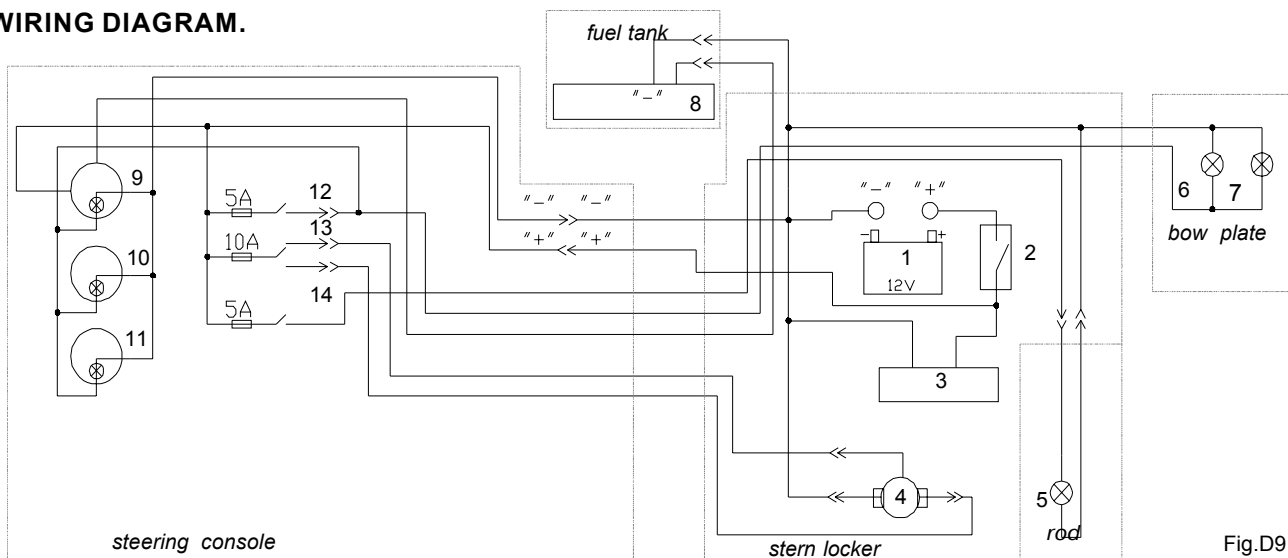 WIRING DIAGRAM.
fuel tank
"–" 8
9
5A 12
13
10A
10
14
5A
11
"–" "–"
"+" "+"
"–" "+"
– +
1
12V
2
3
4
5
6 7
bow plate
steering console
stern locker
rod
Fig.D9